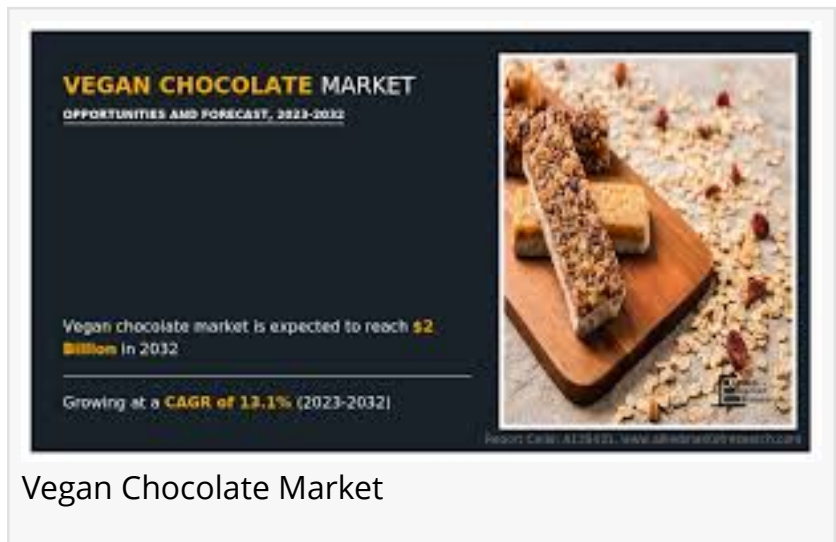 VEGAN CHOCOLATE MARKET
OPPORTUNITIES AND FORECAST, 2023-2032
Vegan chocolate market is expected to reach $2
Billion in 2032
Growing at a CAGR of 13.1% (2023-2032)
Vegan Chocolate Market